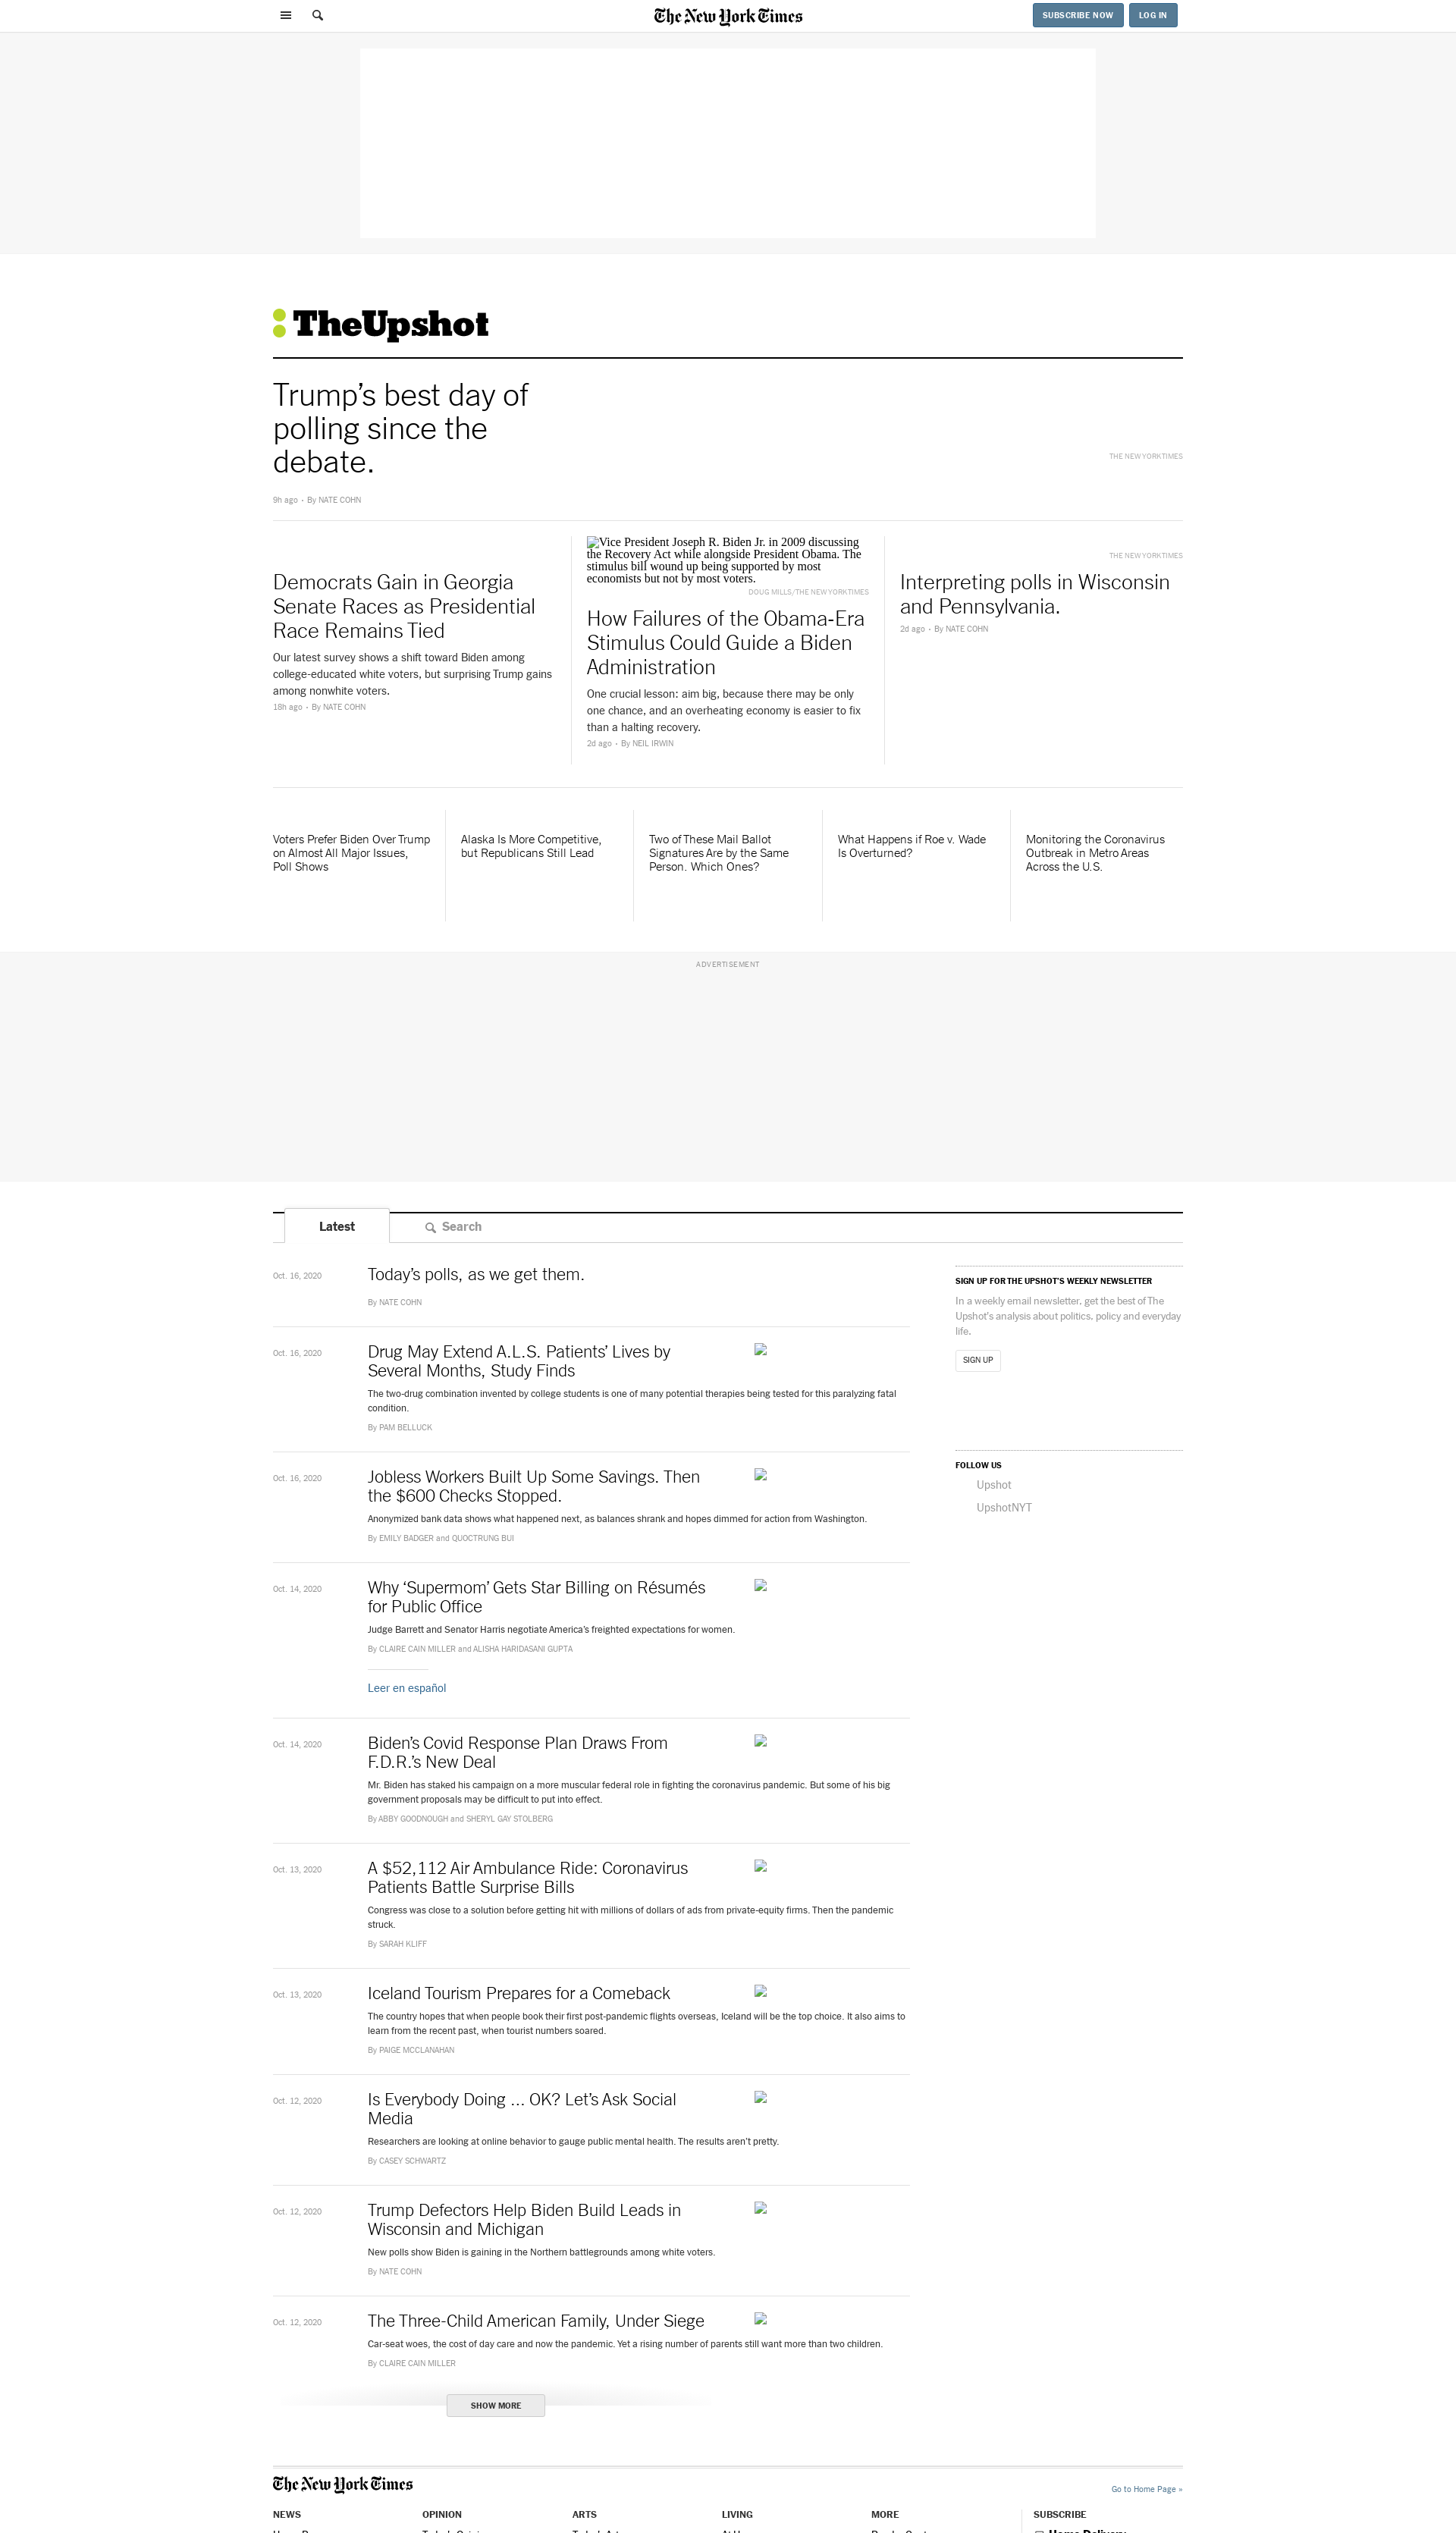 The New York Times
SUBSCRIBE NOW
LOG IN
TheUpshot
Trump’s best day of
polling since the
debate.
THE NEW YORK TIMES
9h ago • By NATE COHN
Democrats Gain in Georgia
Senate Races as Presidential
Race Remains Tied
Our latest survey shows a shift toward Biden among
college-educated white voters, but surprising Trump gains
among nonwhite voters.
18h ago • By NATE COHN
Vice President Joseph R. Biden Jr. in 2009 discussing
the Recovery Act while alongside President Obama. The
stimulus bill wound up being supported by most
economists but not by most voters.
DOUG MILLS/THE NEW YORK TIMES
How Failures of the Obama-Era
Stimulus Could Guide a Biden
Administration
One crucial lesson: aim big, because there may be only
one chance, and an overheating economy is easier to fix
than a halting recovery.
2d ago • By NEIL IRWIN
THE NEW YORK TIMES
Interpreting polls in Wisconsin
and Pennsylvania.
2d ago • By NATE COHN
Voters Prefer Biden Over Trump
on Almost All Major Issues,
Poll Shows
Alaska Is More Competitive,
but Republicans Still Lead
Two of These Mail Ballot
Signatures Are by the Same
Person. Which Ones?
What Happens if Roe v. Wade
Is Overturned?
Monitoring the Coronavirus
Outbreak in Metro Areas
Across the U.S.
ADVERTISEMENT
Latest
Search
Oct. 16, 2020
Today’s polls, as we get them.
By NATE COHN
Oct. 16, 2020
Drug May Extend A.L.S. Patients’ Lives by
Several Months, Study Finds
The two-drug combination invented by college students is one of many potential therapies being tested for this paralyzing fatal
condition.
By PAM BELLUCK
Oct. 16, 2020
Jobless Workers Built Up Some Savings. Then
the $600 Checks Stopped.
Anonymized bank data shows what happened next, as balances shrank and hopes dimmed for action from Washington.
By EMILY BADGER and QUOCTRUNG BUI
Oct. 14, 2020
Why ‘Supermom’ Gets Star Billing on Résumés
for Public Office
Judge Barrett and Senator Harris negotiate America’s freighted expectations for women.
By CLAIRE CAIN MILLER and ALISHA HARIDASANI GUPTA
Leer en español
Oct. 14, 2020
Biden’s Covid Response Plan Draws From
F.D.R.’s New Deal
Mr. Biden has staked his campaign on a more muscular federal role in fighting the coronavirus pandemic. But some of his big
government proposals may be difficult to put into effect.
By ABBY GOODNOUGH and SHERYL GAY STOLBERG
Oct. 13, 2020
A $52,112 Air Ambulance Ride: Coronavirus
Patients Battle Surprise Bills
Congress was close to a solution before getting hit with millions of dollars of ads from private-equity firms. Then the pandemic
struck.
By SARAH KLIFF
Oct. 13, 2020
Iceland Tourism Prepares for a Comeback
The country hopes that when people book their first post-pandemic flights overseas, Iceland will be the top choice. It also aims to
learn from the recent past, when tourist numbers soared.
By PAIGE MCCLANAHAN
Oct. 12, 2020
Is Everybody Doing ... OK? Let’s Ask Social
Media
Researchers are looking at online behavior to gauge public mental health. The results aren’t pretty.
By CASEY SCHWARTZ
Oct. 12, 2020
Trump Defectors Help Biden Build Leads in
Wisconsin and Michigan
New polls show Biden is gaining in the Northern battlegrounds among white voters.
By NATE COHN
Oct. 12, 2020
The Three-Child American Family, Under Siege
Car-seat woes, the cost of day care and now the pandemic. Yet a rising number of parents still want more than two children.
By CLAIRE CAIN MILLER
SHOW MORE
SIGN UP FOR THE UPSHOT’S WEEKLY NEWSLETTER
In a weekly email newsletter, get the best of The
Upshot’s analysis about politics, policy and everyday
life.
SIGN UP
FOLLOW US
Upshot
UpshotNYT
The New York Times
Go to Home Page »
NEWS
OPINION
ARTS
LIVING
MORE
SUBSCRIBE